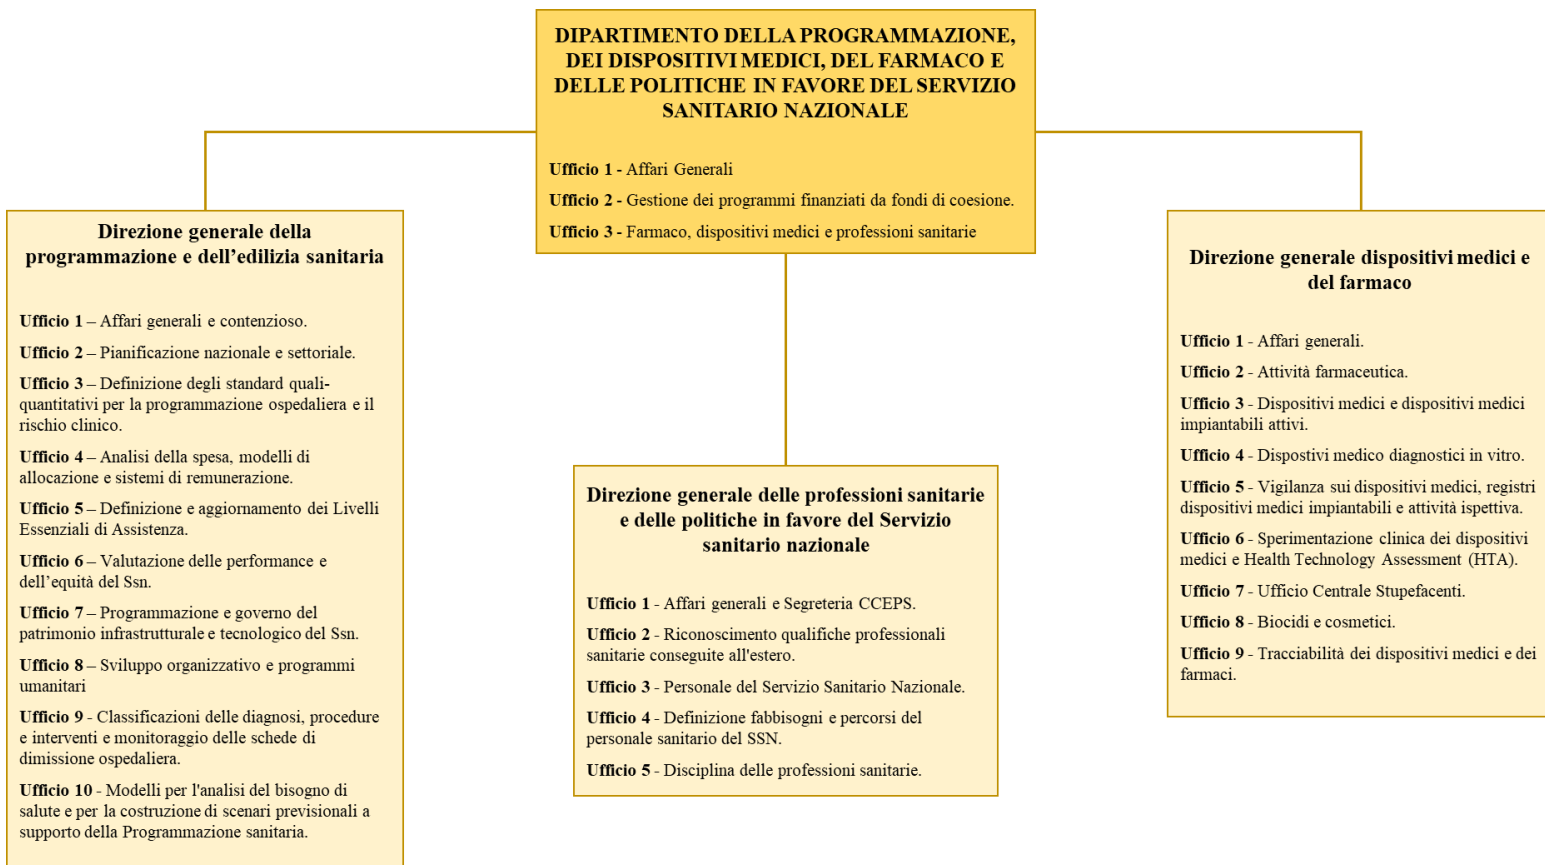 DIPARTIMENTO DELLA PROGRAMMAZIONE,
DEI DISPOSITIVI MEDICI, DEL FARMACO E
DELLE POLITICHE IN FAVORE DEL SERVIZIO
SANITARIO NAZIONALE
Ufficio 1 - Affari Generali
Ufficio 2 - Gestione dei programmi finanziati da fondi di coesione.
Ufficio 3 - Farmaco, dispositivi medici e professioni sanitarie
Direzione generale della
programmazione e dell’edilizia sanitaria
Ufficio 1 – Affari generali e contenzioso.
Ufficio 2 – Pianificazione nazionale e settoriale.
Ufficio 3 – Definizione degli standard quali-
quantitativi per la programmazione ospedaliera e il
rischio clinico.
Ufficio 4 – Analisi della spesa, modelli di
allocazione e sistemi di remunerazione.
Ufficio 5 – Definizione e aggiornamento dei Livelli
Essenziali di Assistenza.
Ufficio 6 – Valutazione delle performance e
dell’equità del Ssn.
Ufficio 7 – Programmazione e governo del
patrimonio infrastrutturale e tecnologico del Ssn.
Ufficio 8 – Sviluppo organizzativo e programmi
umanitari
Ufficio 9 - Classificazioni delle diagnosi, procedure
e interventi e monitoraggio delle schede di
dimissione ospedaliera.
Ufficio 10 - Modelli per l'analisi del bisogno di
salute e per la costruzione di scenari previsionali a
supporto della Programmazione sanitaria.
Direzione generale delle professioni sanitarie
e delle politiche in favore del Servizio
sanitario nazionale
Ufficio 1 - Affari generali e Segreteria CCEPS.
Ufficio 2 - Riconoscimento qualifiche professionali
sanitarie conseguite all'estero.
Ufficio 3 - Personale del Servizio Sanitario Nazionale.
Ufficio 4 - Definizione fabbisogni e percorsi del
personale sanitario del SSN.
Ufficio 5 - Disciplina delle professioni sanitarie.
Direzione generale dispositivi medici e
del farmaco
Ufficio 1 - Affari generali.
Ufficio 2 - Attività farmaceutica.
Ufficio 3 - Dispositivi medici e dispositivi medici
impiantabili attivi.
Ufficio 4 - Dispostivi medico diagnostici in vitro.
Ufficio 5 - Vigilanza sui dispositivi medici, registri
dispositivi medici impiantabili e attività ispettiva.
Ufficio 6 - Sperimentazione clinica dei dispositivi
medici e Health Technology Assessment (HTA).
Ufficio 7 - Ufficio Centrale Stupefacenti.
Ufficio 8 - Biocidi e cosmetici.
Ufficio 9 - Tracciabilità dei dispositivi medici e dei
farmaci.